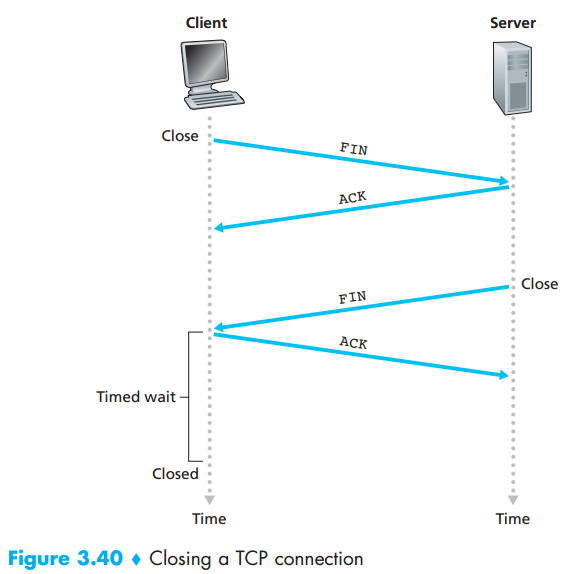 Client Server
Close
FIN
ACK
Close
FIN
ACK
Timed wait
Closed
Time Time
Figure 3.40 ♦ Closing a TCP connection